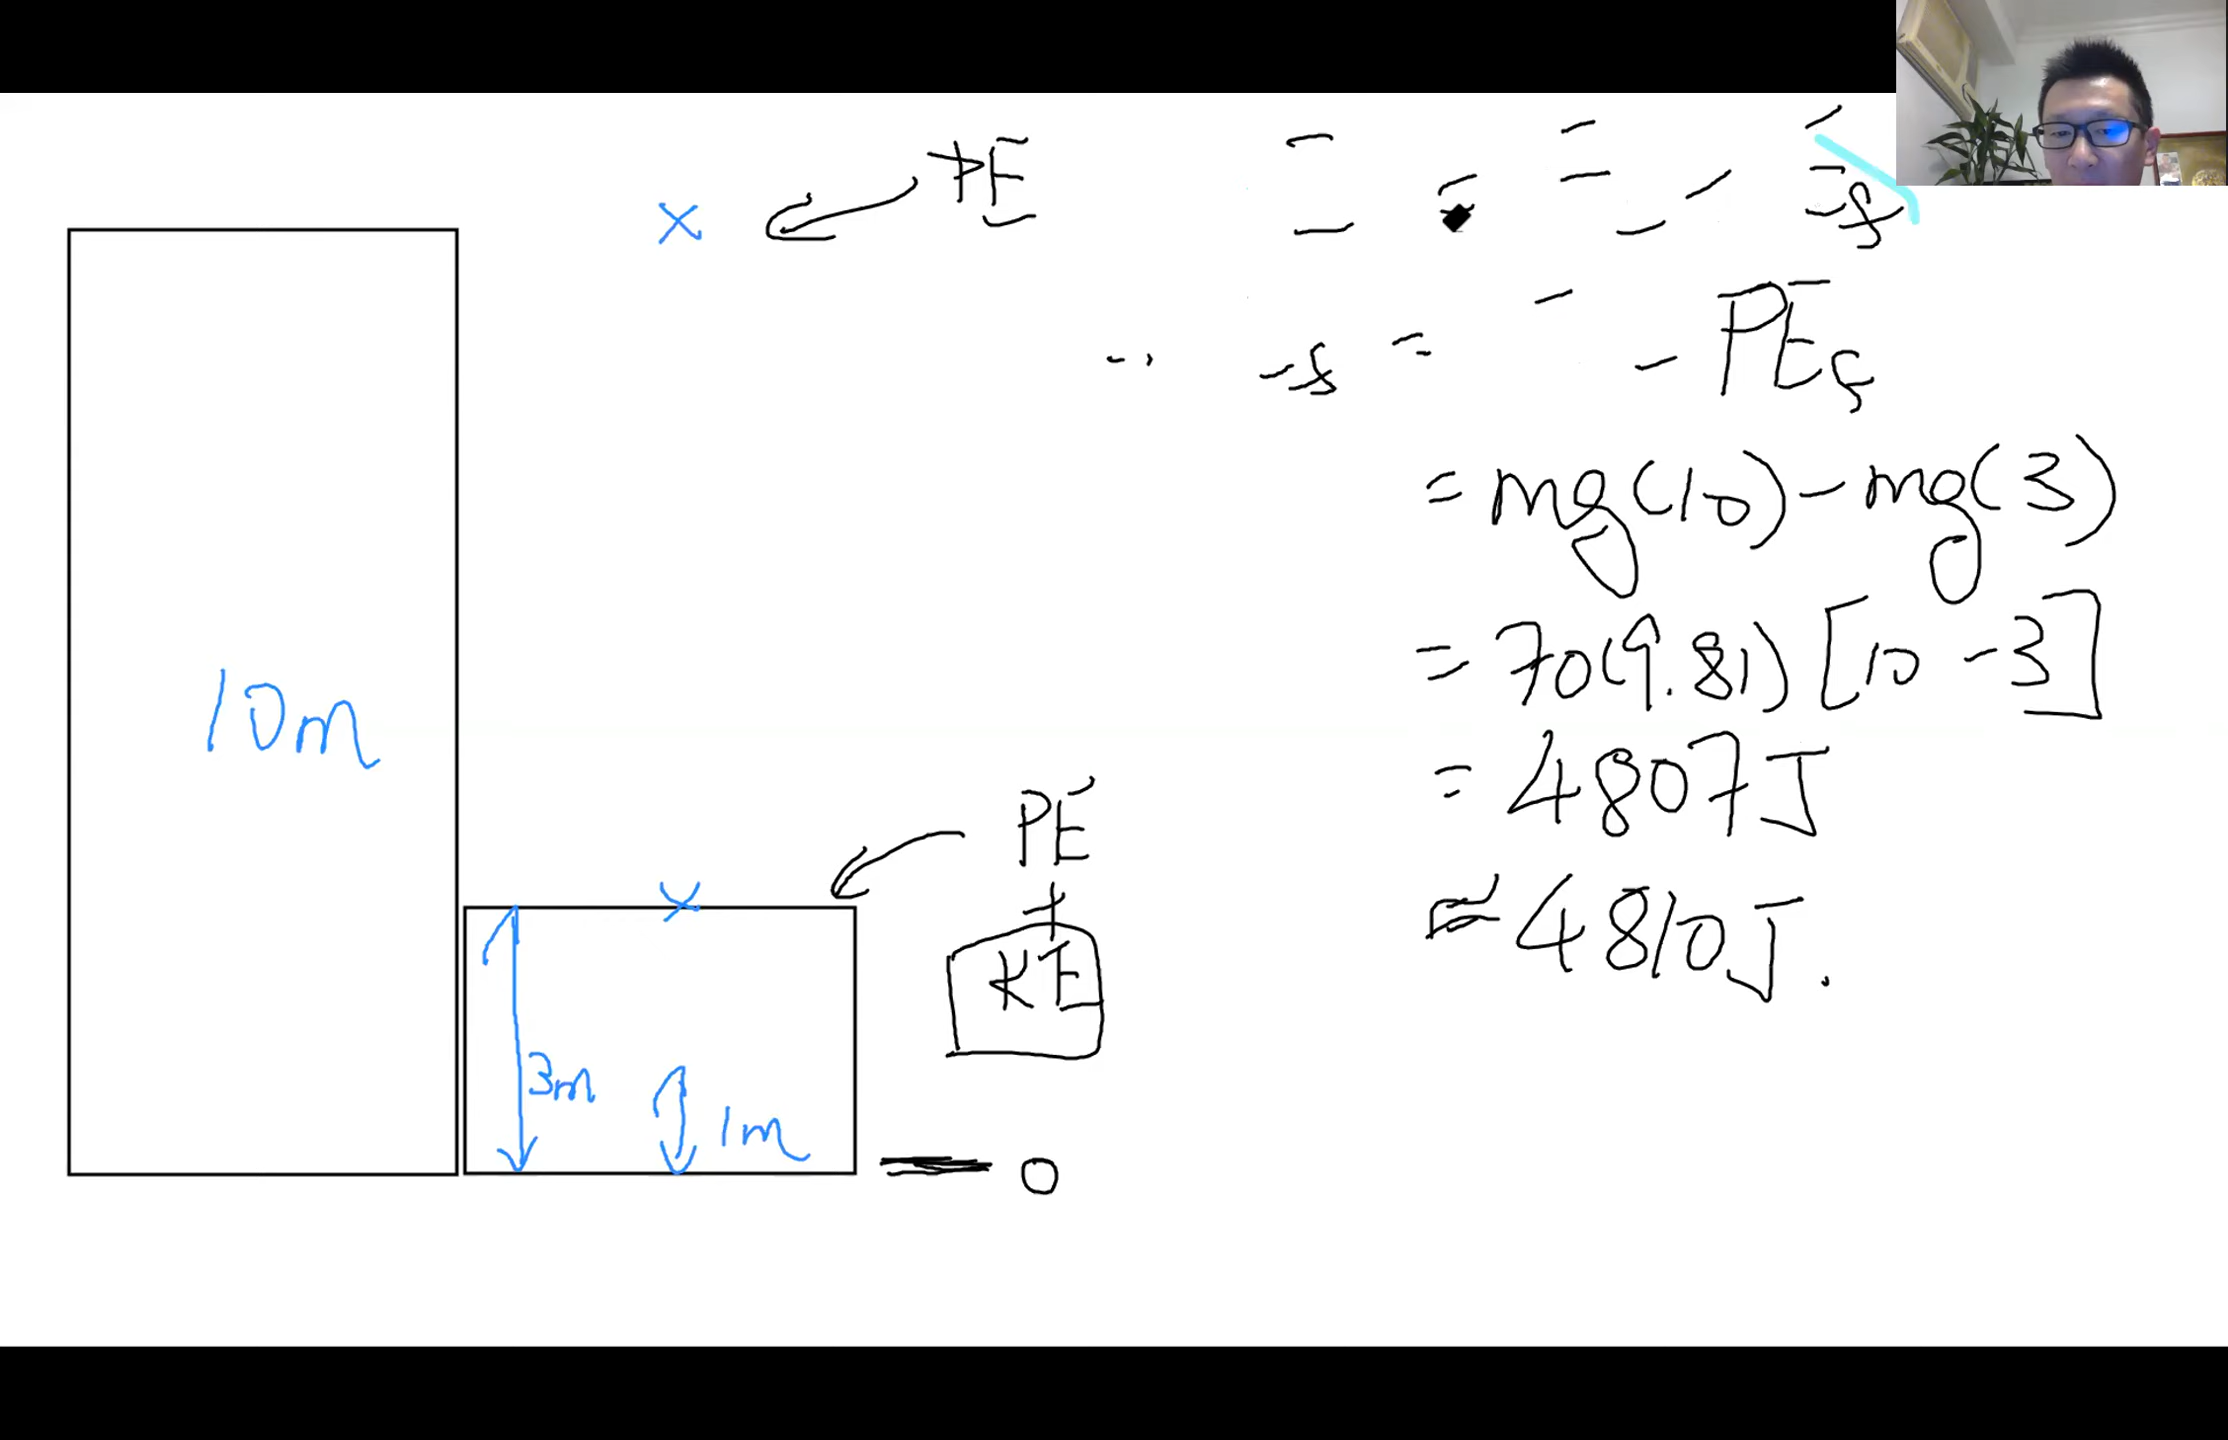 PE
- PEf
= mg(10) - mg(3)
= 70(9.81) [10 - 3]
10m
= 4807J
PE
+
KE
≈ 4810J.
3m
1m
0